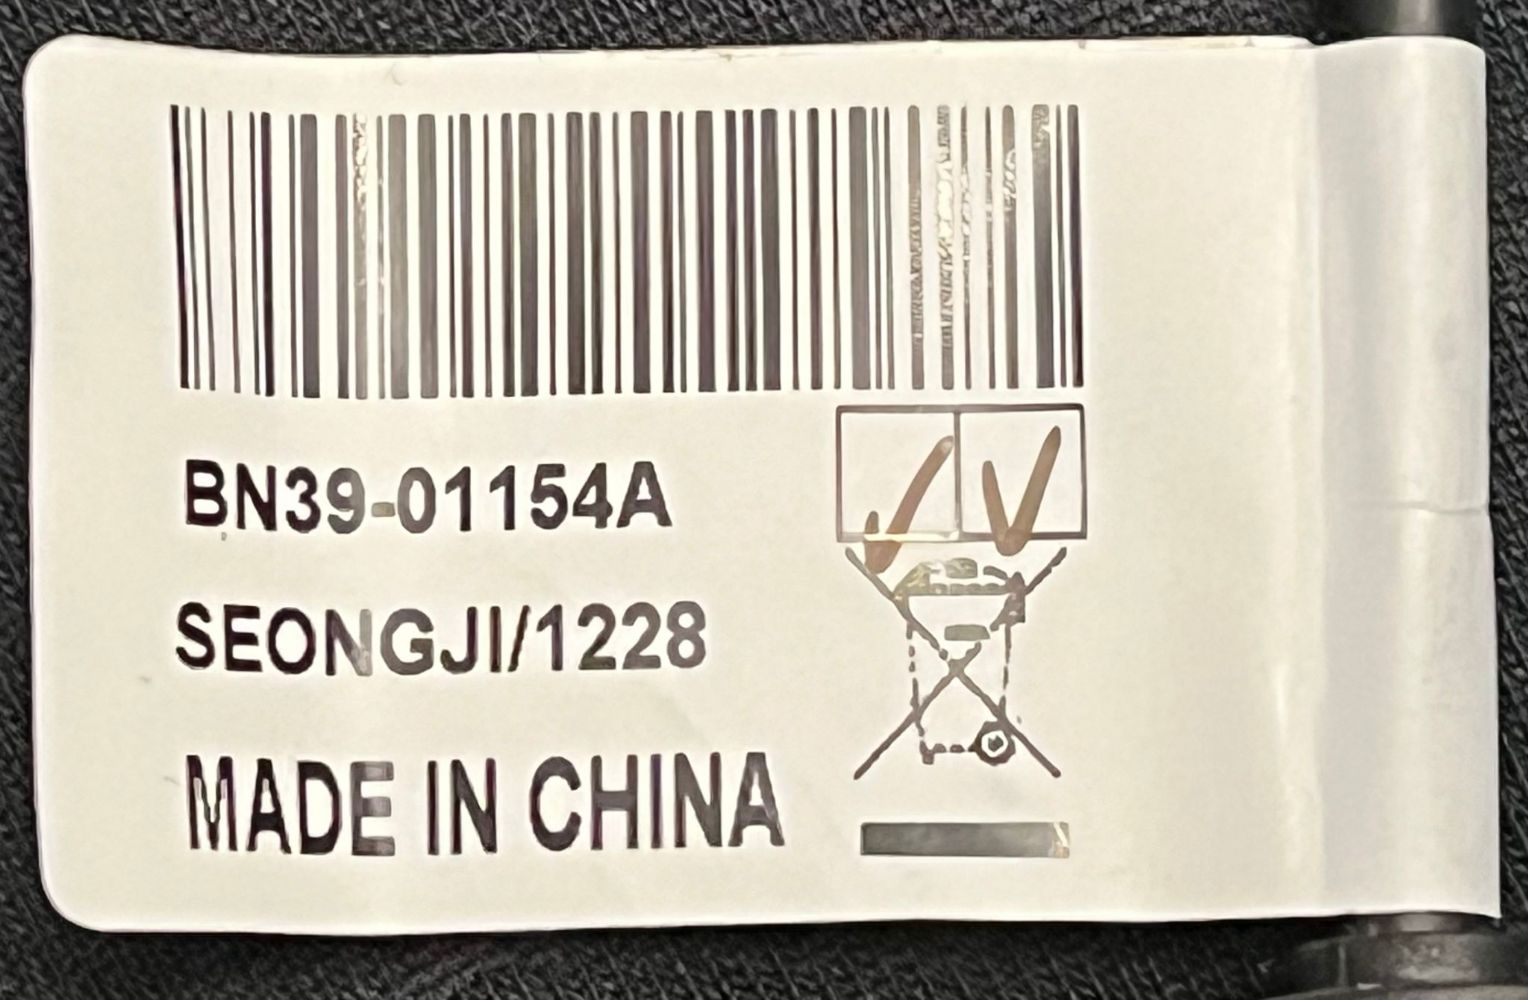 BN39-01154A
SEONGJI/1228
MADE IN CHINA